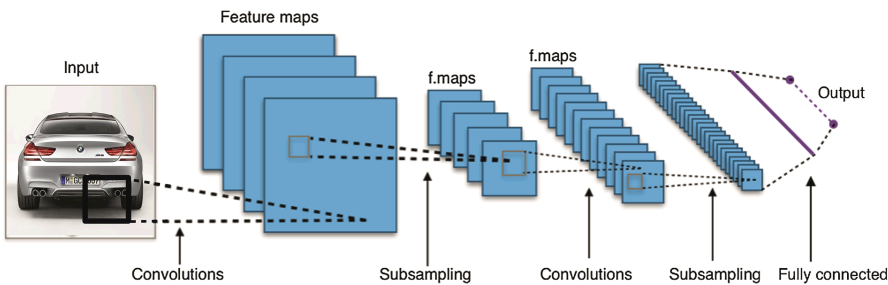 Feature maps
Input
f.maps
f.maps
Output
Convolutions
Subsampling
Convolutions
Subsampling
Fully connected